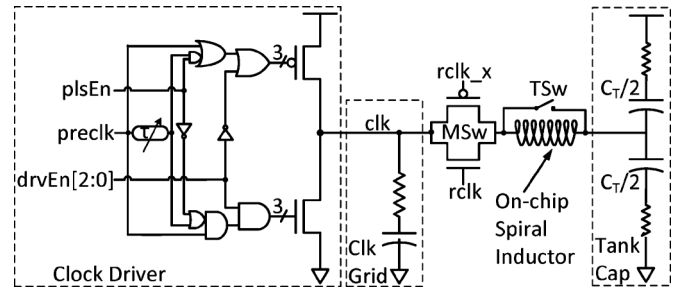 plsEn
preclk
τ
drvEn[2:0]
3
3
Clock Driver
clk
Clk
Grid
rclk_x
MSw
rclk
TSw
On-chip
Spiral
Inductor
C_T/2
C_T/2
Tank
Cap